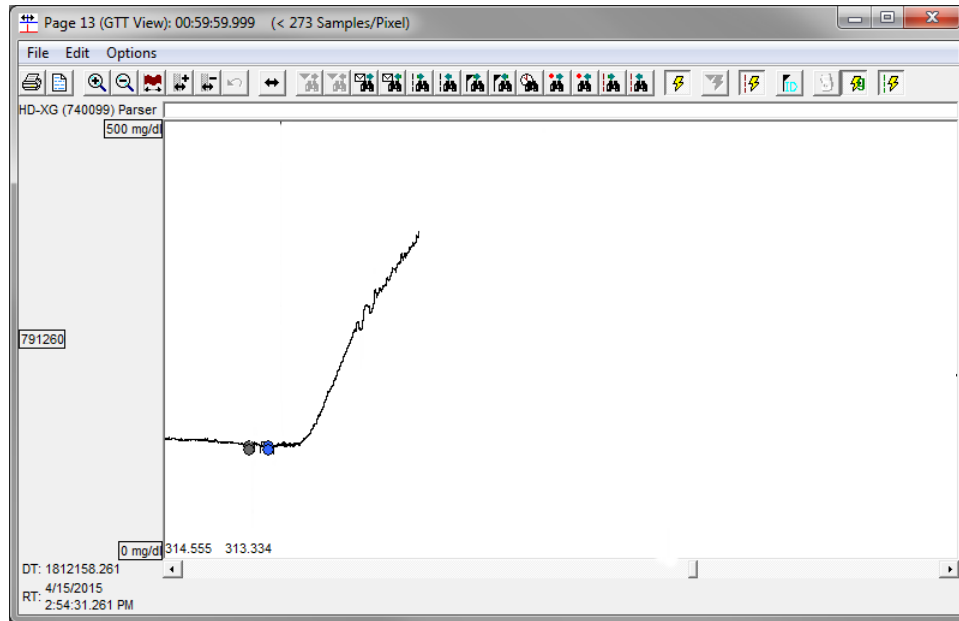 Page 13 (GTT View): 00:59:59.999 (< 273 Samples/Pixel)
File Edit Options
ID
HD-XG (740099) Parser
500 mg/dl
791260
0 mg/dl
314.555 313.334
DT: 1812158.261
RT: 4/15/2015
2:54:31.261 PM